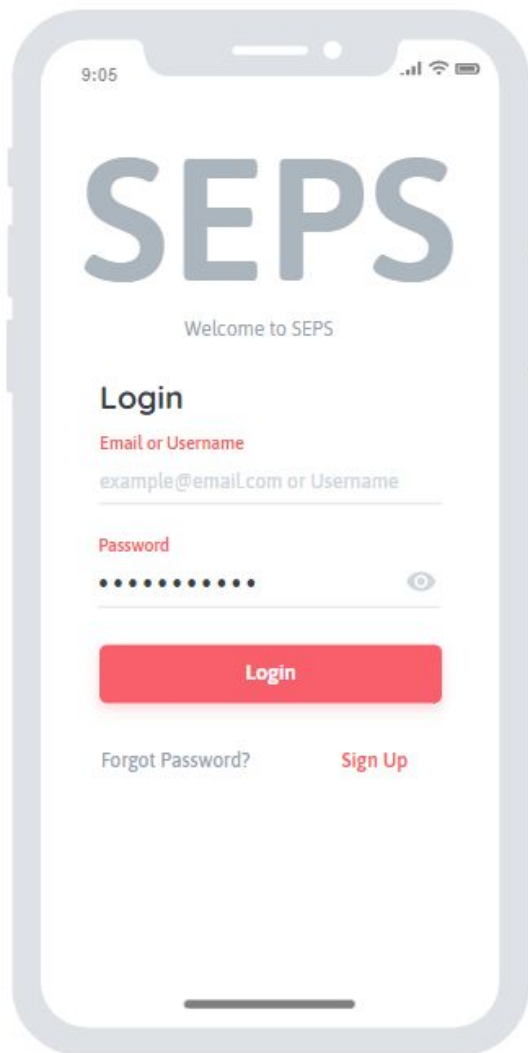 9:05
SEPS
Welcome to SEPS
Login
Email or Username
example@email.com or Username
Password
•••••••••••
Login
Forgot Password? Sign Up